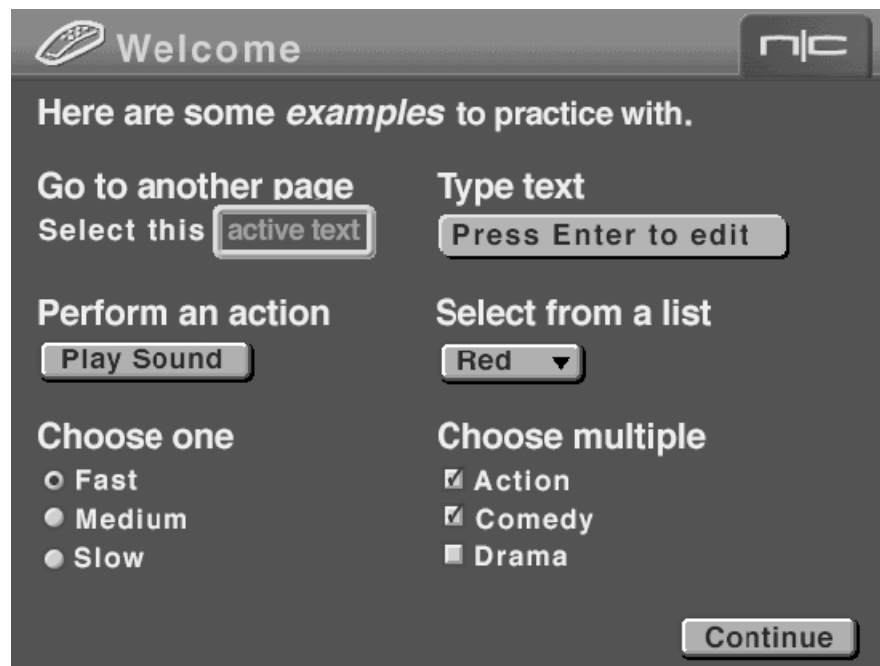 Welcome
n|c
Here are some examples to practice with.
Go to another page
Select this active text
Type text
Press Enter to edit
Perform an action
Play Sound
Select from a list
Red
Choose one
Fast
Medium
Slow
Choose multiple
Action
Comedy
Drama
Continue